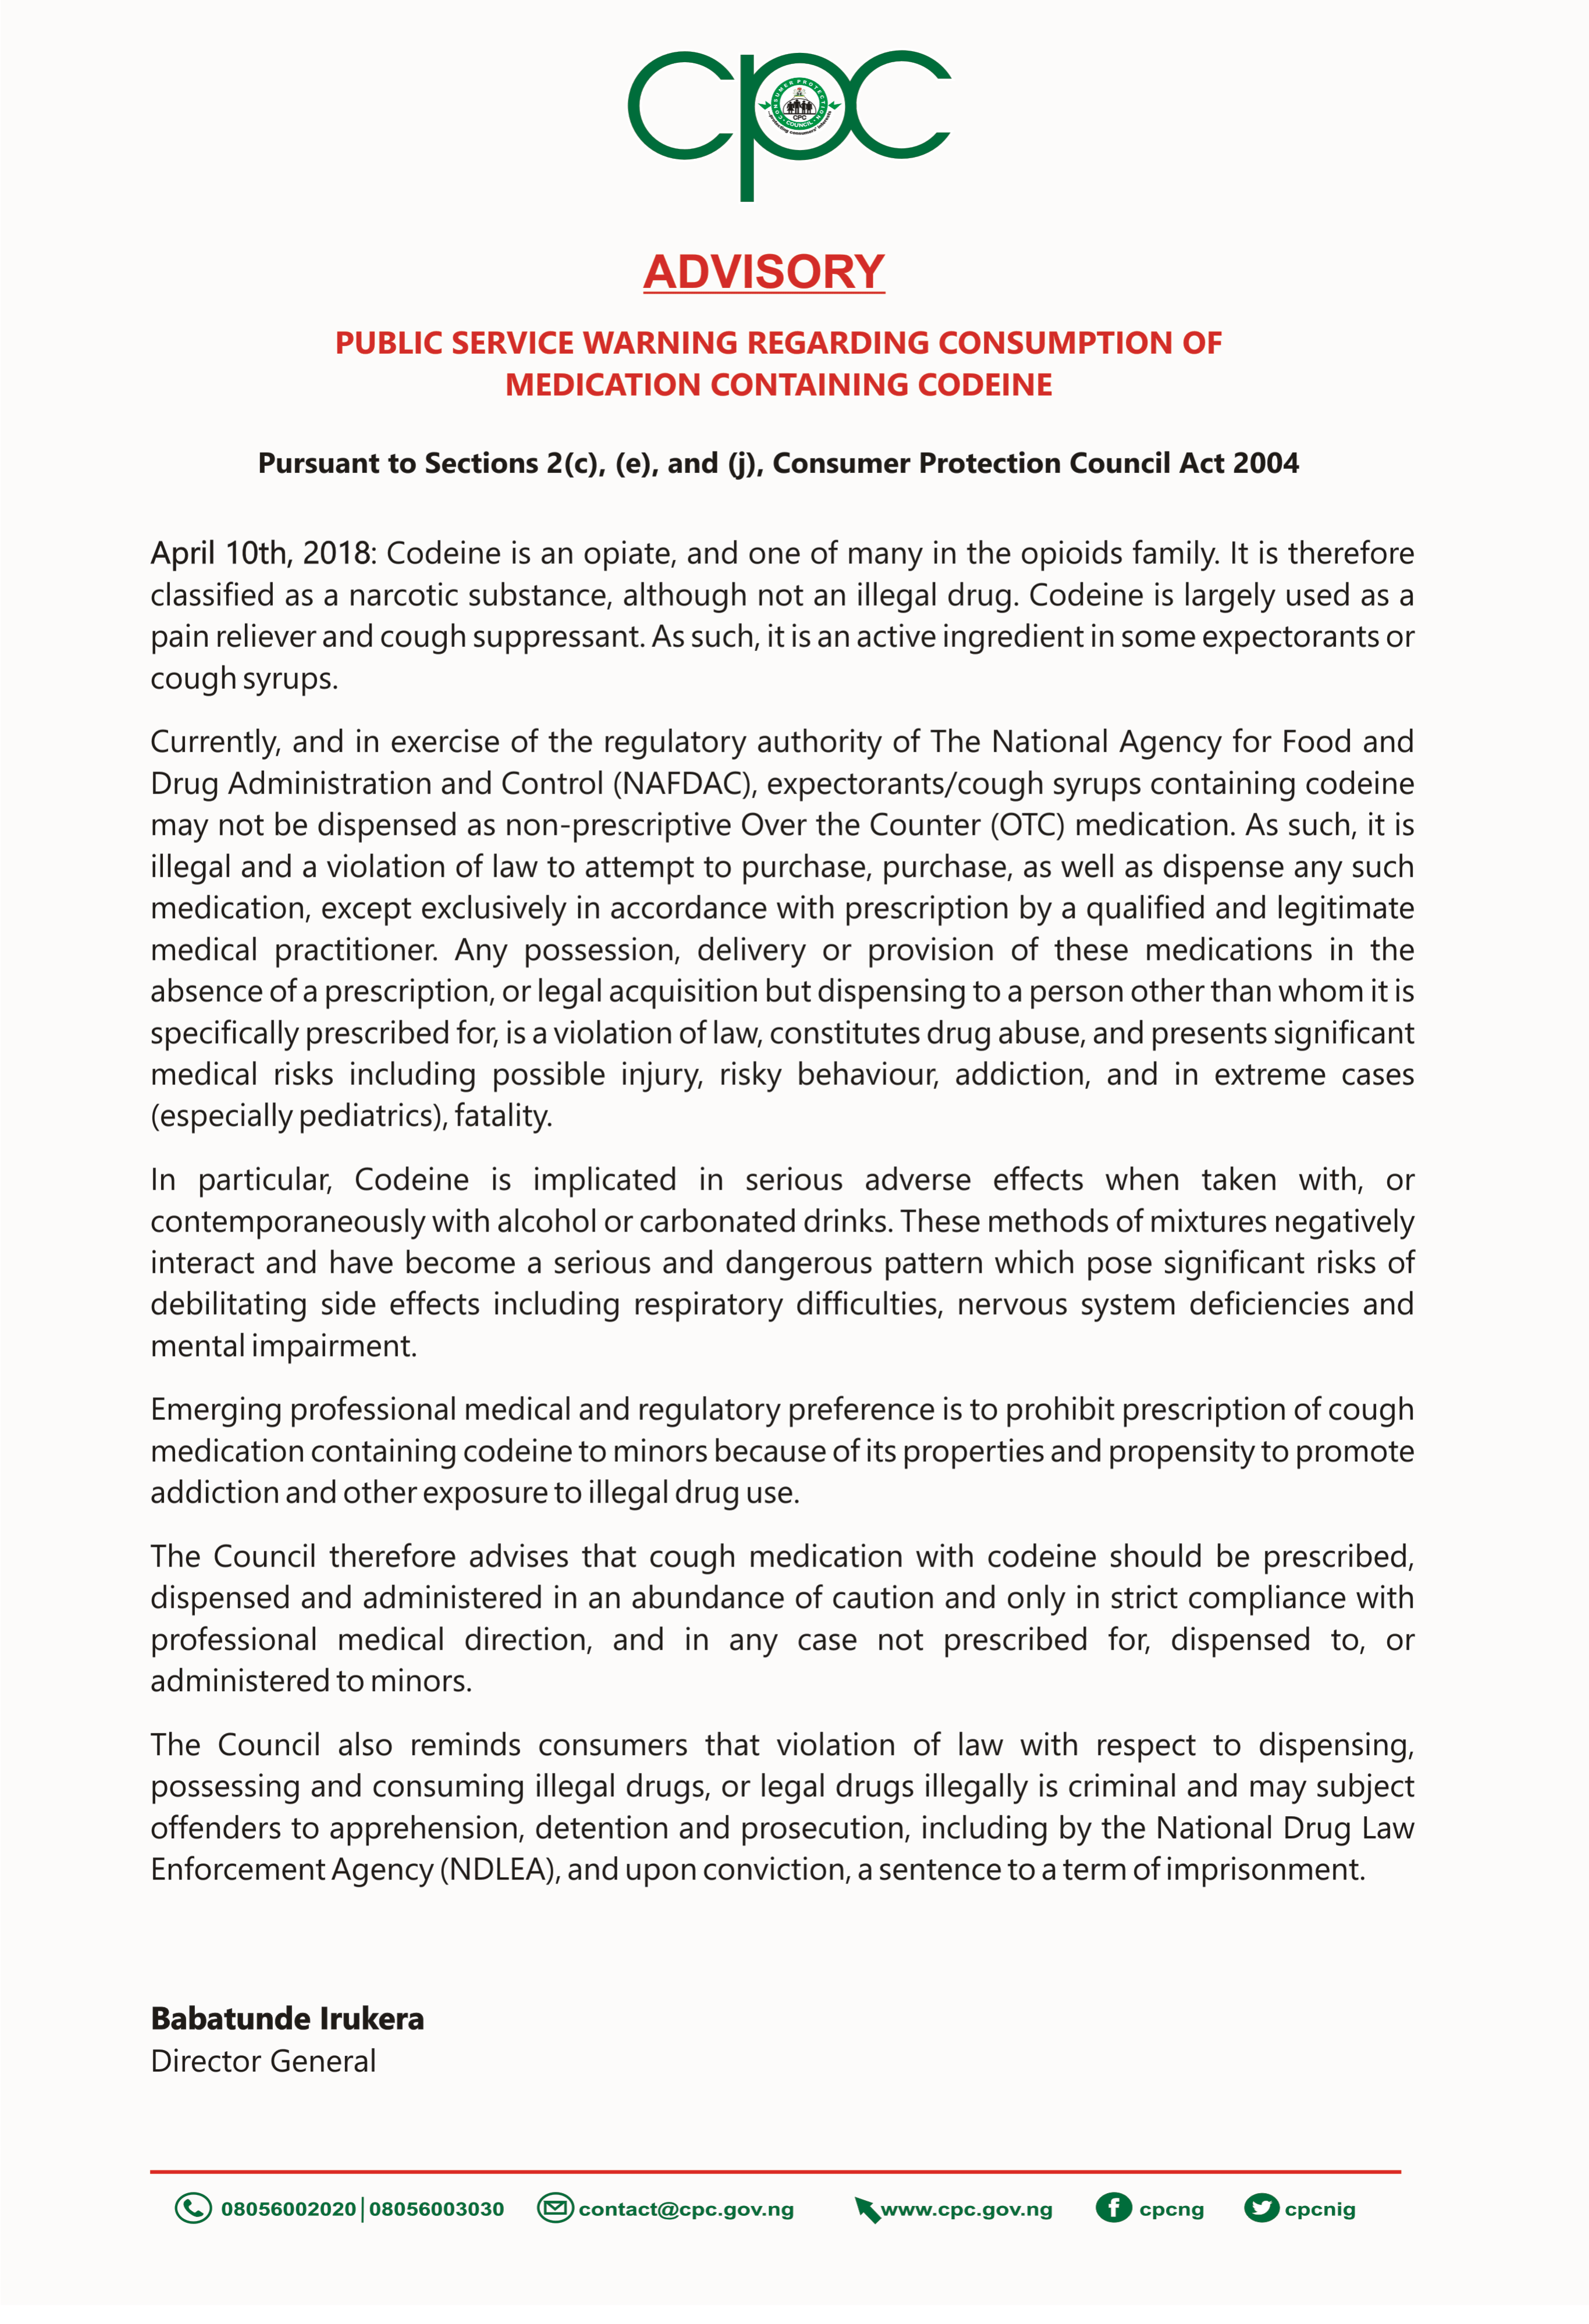 cpc
CONSUMER PROTECTION
CPC
COUNCIL
...protecting consumers' interests
ADVISORY
PUBLIC SERVICE WARNING REGARDING CONSUMPTION OF
MEDICATION CONTAINING CODEINE
Pursuant to Sections 2(c), (e), and (j), Consumer Protection Council Act 2004
April 10th, 2018: Codeine is an opiate, and one of many in the opioids family. It is therefore
classified as a narcotic substance, although not an illegal drug. Codeine is largely used as a
pain reliever and cough suppressant. As such, it is an active ingredient in some expectorants or
cough syrups.
Currently, and in exercise of the regulatory authority of The National Agency for Food and
Drug Administration and Control (NAFDAC), expectorants/cough syrups containing codeine
may not be dispensed as non-prescriptive Over the Counter (OTC) medication. As such, it is
illegal and a violation of law to attempt to purchase, purchase, as well as dispense any such
medication, except exclusively in accordance with prescription by a qualified and legitimate
medical practitioner. Any possession, delivery or provision of these medications in the
absence of a prescription, or legal acquisition but dispensing to a person other than whom it is
specifically prescribed for, is a violation of law, constitutes drug abuse, and presents significant
medical risks including possible injury, risky behaviour, addiction, and in extreme cases
(especially pediatrics), fatality.
In particular, Codeine is implicated in serious adverse effects when taken with, or
contemporaneously with alcohol or carbonated drinks. These methods of mixtures negatively
interact and have become a serious and dangerous pattern which pose significant risks of
debilitating side effects including respiratory difficulties, nervous system deficiencies and
mental impairment.
Emerging professional medical and regulatory preference is to prohibit prescription of cough
medication containing codeine to minors because of its properties and propensity to promote
addiction and other exposure to illegal drug use.
The Council therefore advises that cough medication with codeine should be prescribed,
dispensed and administered in an abundance of caution and only in strict compliance with
professional medical direction, and in any case not prescribed for, dispensed to, or
administered to minors.
The Council also reminds consumers that violation of law with respect to dispensing,
possessing and consuming illegal drugs, or legal drugs illegally is criminal and may subject
offenders to apprehension, detention and prosecution, including by the National Drug Law
Enforcement Agency (NDLEA), and upon conviction, a sentence to a term of imprisonment.
Babatunde Irukera
Director General
08056002020 | 08056003030 contact@cpc.gov.ng www.cpc.gov.ng cpcng cpcnig